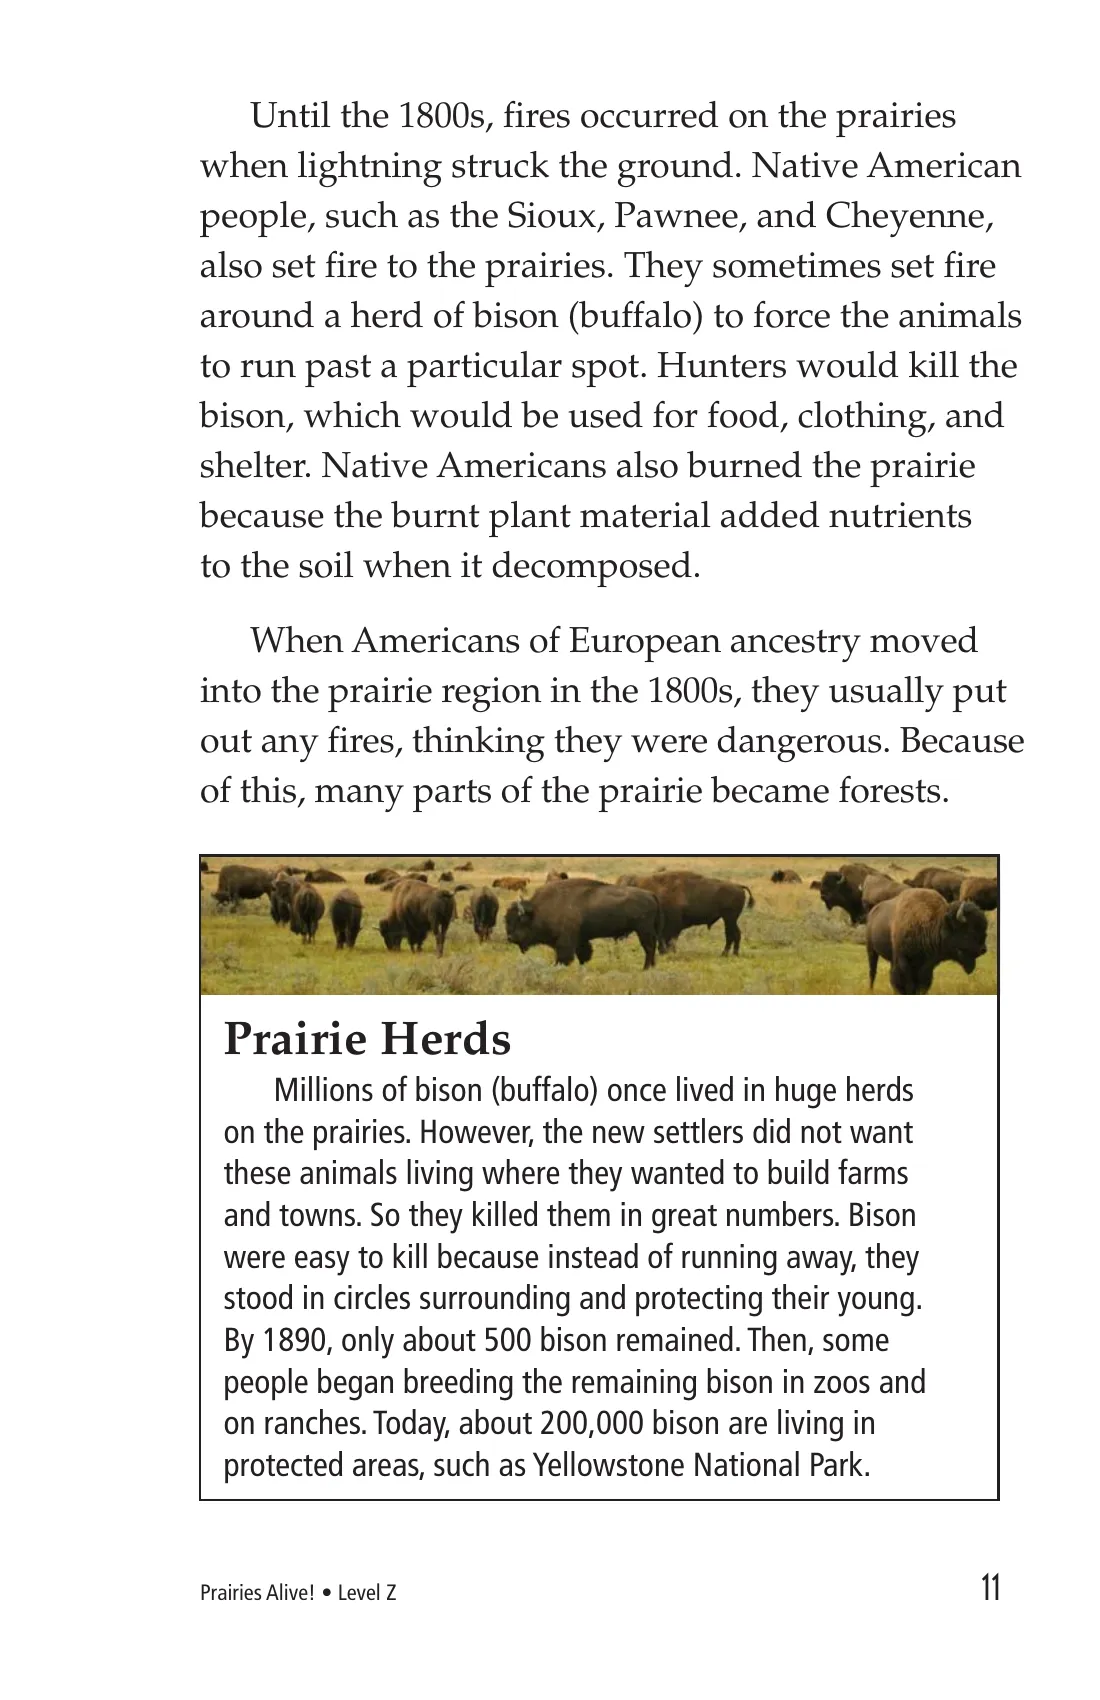 Until the 1800s, fires occurred on the prairies
when lightning struck the ground. Native American
people, such as the Sioux, Pawnee, and Cheyenne,
also set fire to the prairies. They sometimes set fire
around a herd of bison (buffalo) to force the animals
to run past a particular spot. Hunters would kill the
bison, which would be used for food, clothing, and
shelter. Native Americans also burned the prairie
because the burnt plant material added nutrients
to the soil when it decomposed.
When Americans of European ancestry moved
into the prairie region in the 1800s, they usually put
out any fires, thinking they were dangerous. Because
of this, many parts of the prairie became forests.
Prairie Herds
Millions of bison (buffalo) once lived in huge herds
on the prairies. However, the new settlers did not want
these animals living where they wanted to build farms
and towns. So they killed them in great numbers. Bison
were easy to kill because instead of running away, they
stood in circles surrounding and protecting their young.
By 1890, only about 500 bison remained. Then, some
people began breeding the remaining bison in zoos and
on ranches. Today, about 200,000 bison are living in
protected areas, such as Yellowstone National Park.
Prairies Alive! • Level Z
11